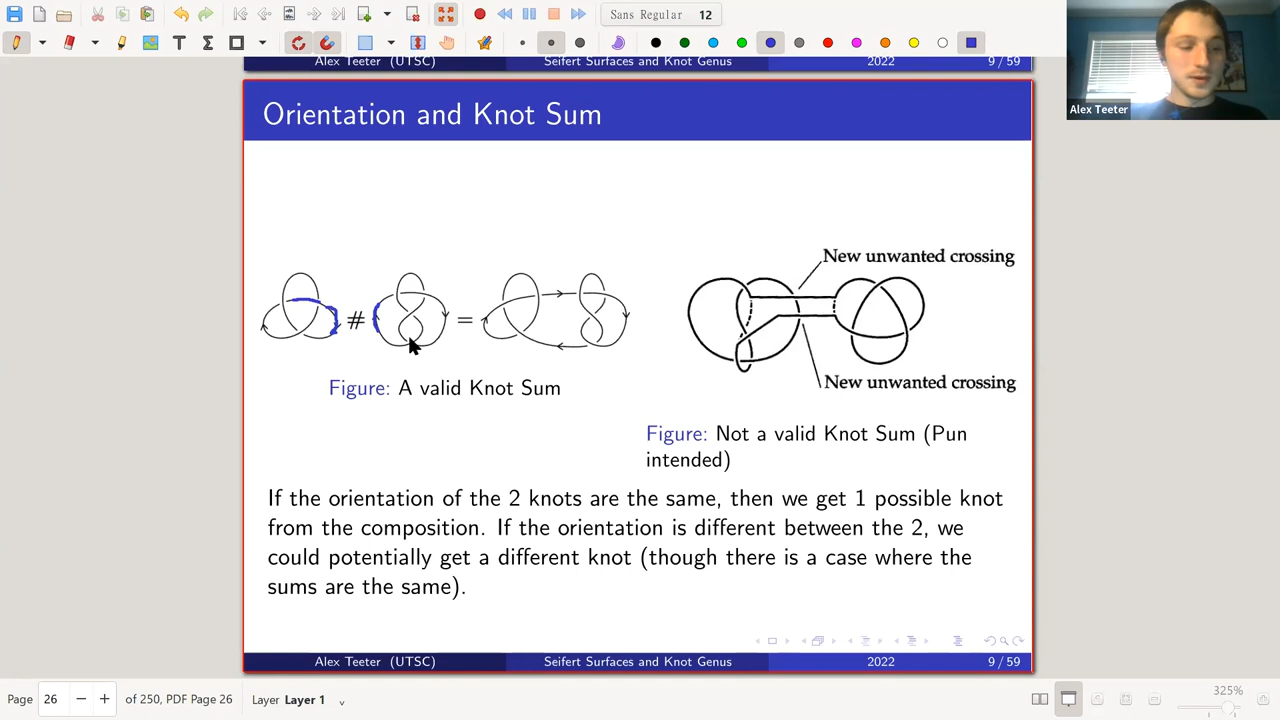 Sans Regular 12
Alex Teeter
Alex Teeter (UTSC) Seifert Surfaces and Knot Genus 2022 9 / 59
Orientation and Knot Sum
New unwanted crossing
# =
New unwanted crossing
Figure: A valid Knot Sum
Figure: Not a valid Knot Sum (Pun
intended)
If the orientation of the 2 knots are the same, then we get 1 possible knot
from the composition. If the orientation is different between the 2, we
could potentially get a different knot (though there is a case where the
sums are the same).
Alex Teeter (UTSC) Seifert Surfaces and Knot Genus 2022 9 / 59
Page 26 of 250, PDF Page 26 Layer Layer 1 325%